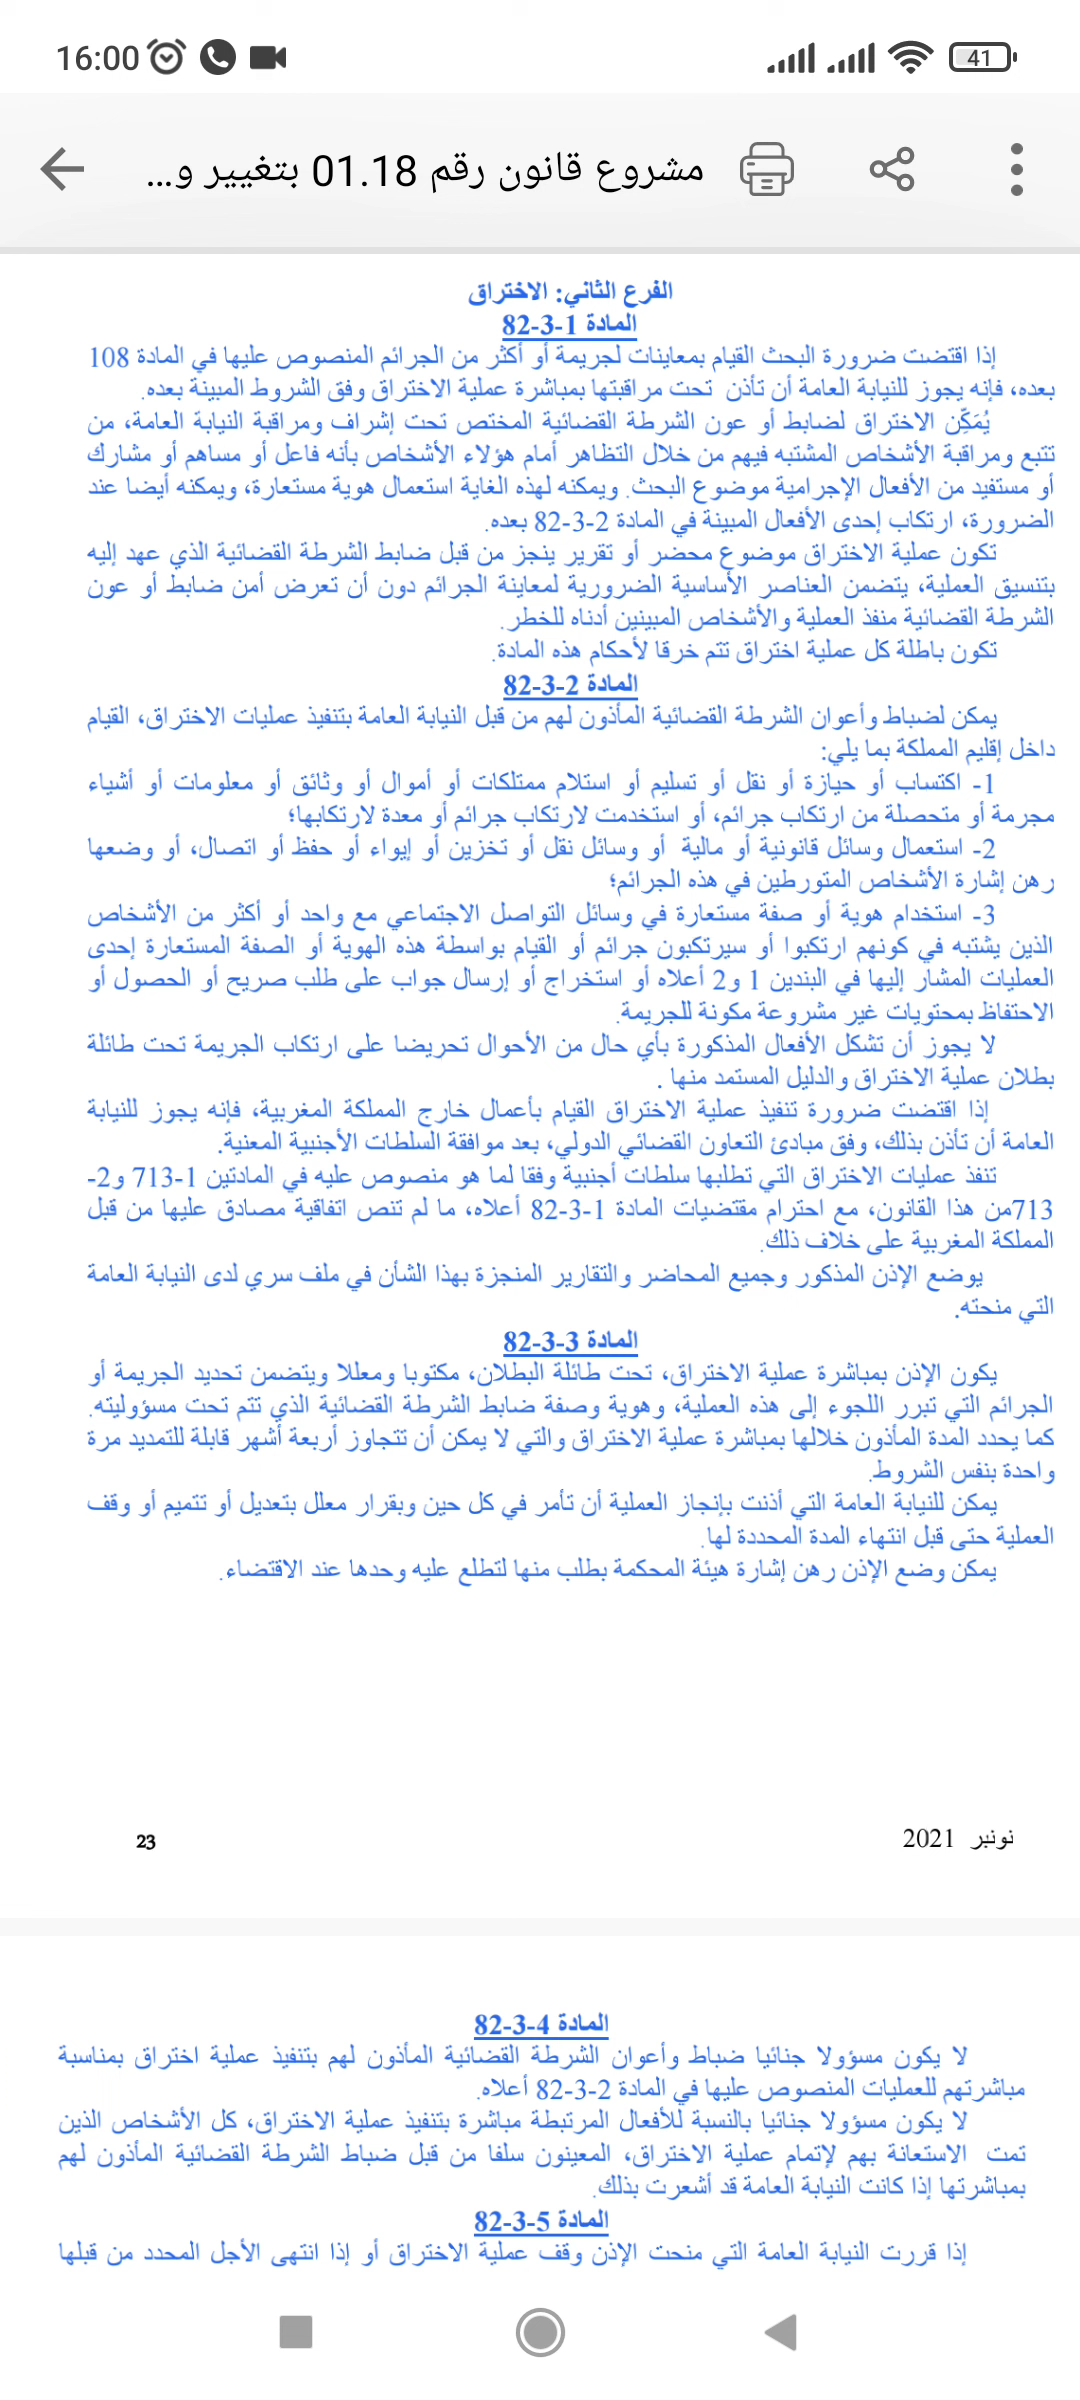 16:00
41
مشروع قانون رقم 01.18 بتغيير و...
الفرع الثاني: الاختراق
المادة 1-3-82
إذا اقتضت ضرورة البحث القيام بمعاينات لجريمة أو أكثر من الجرائم المنصوص عليها في المادة 108
بعده، فإنه يجوز للنيابة العامة أن تأذن تحت مراقبتها بمباشرة عملية الاختراق وفق الشروط المبينة بعده.
يُمَكِّن الاختراق لضابط أو عون الشرطة القضائية المختص تحت إشراف ومراقبة النيابة العامة، من
تتبع ومراقبة الأشخاص المشتبه فيهم من خلال التظاهر أمام هؤلاء الأشخاص بأنه فاعل أو مساهم أو مشارك
أو مستفيد من الأفعال الإجرامية موضوع البحث. ويمكنه لهذه الغاية استعمال هوية مستعارة، ويمكنه أيضا عند
الضرورة، ارتكاب إحدى الأفعال المبينة في المادة 2-3-82 بعده.
تكون عملية الاختراق موضوع محضر أو تقرير ينجز من قبل ضابط الشرطة القضائية الذي عهد إليه
بتنسيق العملية، يتضمن العناصر الأساسية الضرورية لمعاينة الجرائم دون أن تعرض أمن ضابط أو عون
الشرطة القضائية منفذ العملية والأشخاص المبينين أدناه للخطر.
تكون باطلة كل عملية اختراق تتم خرقا لأحكام هذه المادة.
المادة 2-3-82
يمكن لضباط وأعوان الشرطة القضائية المأذون لهم من قبل النيابة العامة بتنفيذ عمليات الاختراق، القيام
داخل إقليم المملكة بما يلي:
1- اكتساب أو حيازة أو نقل أو تسليم أو استلام ممتلكات أو أموال أو وثائق أو معلومات أو أشياء
مجرمة أو متحصلة من ارتكاب جرائم، أو استخدمت لارتكاب جرائم أو معدة لارتكابها؛
2- استعمال وسائل قانونية أو مالية أو وسائل نقل أو تخزين أو إيواء أو حفظ أو اتصال، أو وضعها
رهن إشارة الأشخاص المتورطين في هذه الجرائم؛
3- استخدام هوية أو صفة مستعارة في وسائل التواصل الاجتماعي مع واحد أو أكثر من الأشخاص
الذين يشتبه في كونهم ارتكبوا أو سيرتكبون جرائم أو القيام بواسطة هذه الهوية أو الصفة المستعارة إحدى
العمليات المشار إليها في البندين 1 و2 أعلاه أو استخراج أو إرسال جواب على طلب صريح أو الحصول أو
الاحتفاظ بمحتويات غير مشروعة مكونة للجريمة.
لا يجوز أن تشكل الأفعال المذكورة بأي حال من الأحوال تحريضا على ارتكاب الجريمة تحت طائلة
بطلان عملية الاختراق والدليل المستمد منها .
إذا اقتضت ضرورة تنفيذ عملية الاختراق القيام بأعمال خارج المملكة المغربية، فإنه يجوز للنيابة
العامة أن تأذن بذلك، وفق مبادئ التعاون القضائي الدولي، بعد موافقة السلطات الأجنبية المعنية.
تنفذ عمليات الاختراق التي تطلبها سلطات أجنبية وفقا لما هو منصوص عليه في المادتين 1-713 و2-
713من هذا القانون، مع احترام مقتضيات المادة 1-3-82 أعلاه، ما لم تنص اتفاقية مصادق عليها من قبل
المملكة المغربية على خلاف ذلك.
يوضع الإذن المذكور وجميع المحاضر والتقارير المنجزة بهذا الشأن في ملف سري لدى النيابة العامة
التي منحته.
المادة 3-3-82
يكون الإذن بمباشرة عملية الاختراق، تحت طائلة البطلان، مكتوبا ومعللا ويتضمن تحديد الجريمة أو
الجرائم التي تبرر اللجوء إلى هذه العملية، وهوية وصفة ضابط الشرطة القضائية الذي تتم تحت مسؤوليته.
كما يحدد المدة المأذون خلالها بمباشرة عملية الاختراق والتي لا يمكن أن تتجاوز أربعة أشهر قابلة للتمديد مرة
واحدة بنفس الشروط.
يمكن للنيابة العامة التي أذنت بإنجاز العملية أن تأمر في كل حين وبقرار معلل بتعديل أو تتميم أو وقف
العملية حتى قبل انتهاء المدة المحددة لها.
يمكن وضع الإذن رهن إشارة هيئة المحكمة بطلب منها لتطلع عليه وحدها عند الاقتضاء.
نونبر 2021
23
المادة 4-3-82
لا يكون مسؤولا جنائيا ضباط وأعوان الشرطة القضائية المأذون لهم بتنفيذ عملية اختراق بمناسبة
مباشرتهم للعمليات المنصوص عليها في المادة 2-3-82 أعلاه.
لا يكون مسؤولا جنائيا بالنسبة للأفعال المرتبطة مباشرة بتنفيذ عملية الاختراق، كل الأشخاص الذين
تمت الاستعانة بهم لإتمام عملية الاختراق، المعينون سلفا من قبل ضباط الشرطة القضائية المأذون لهم
بمباشرتها إذا كانت النيابة العامة قد أشعرت بذلك.
المادة 5-3-82
إذا قررت النيابة العامة التي منحت الإذن وقف عملية الاختراق أو إذا انتهى الأجل المحدد من قبلها